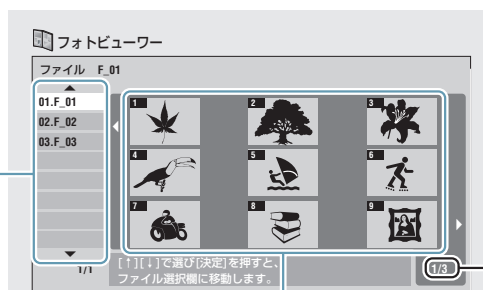 フォトビューワー
ファイル F_01
01.F_01
02.F_02
03.F_03
1/1
1
2
3
4
5
6
7
8
9
[↑][↓]で選び[決定]を押すと、
ファイル選択欄に移動します。
1/3